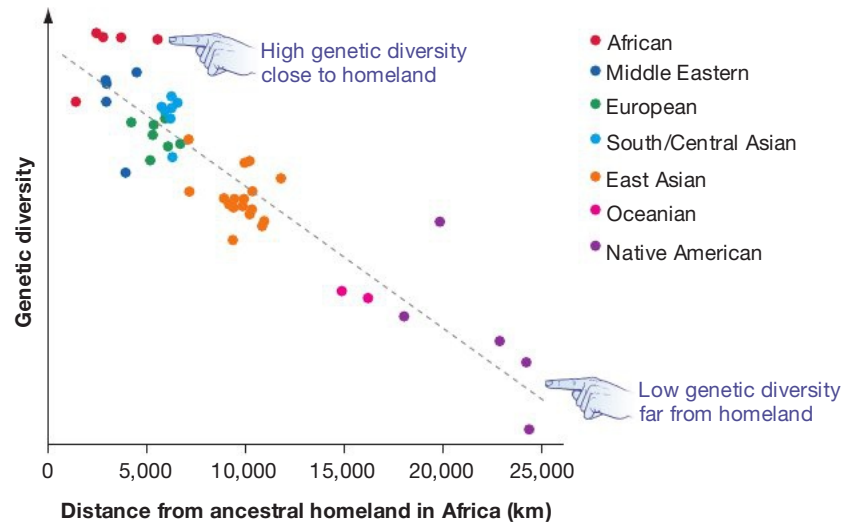 High genetic diversity
close to homeland
African
Middle Eastern
European
South/Central Asian
East Asian
Oceanian
Native American
Genetic diversity
Low genetic diversity
far from homeland
0
5,000
10,000
15,000
20,000
25,000
Distance from ancestral homeland in Africa (km)